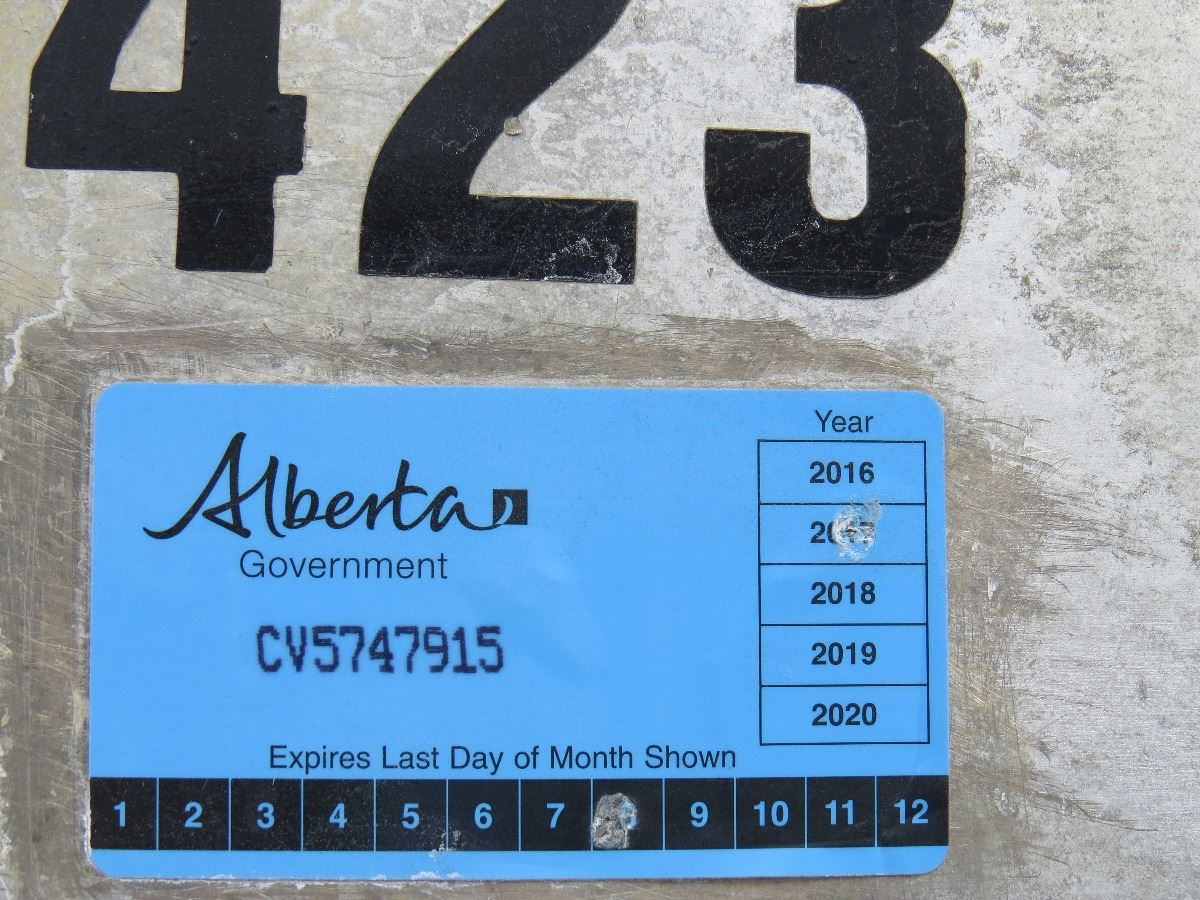 423
Alberta
Government
CV5747915
Year
2016
2017
2018
2019
2020
Expires Last Day of Month Shown
1 2 3 4 5 6 7 9 10 11 12